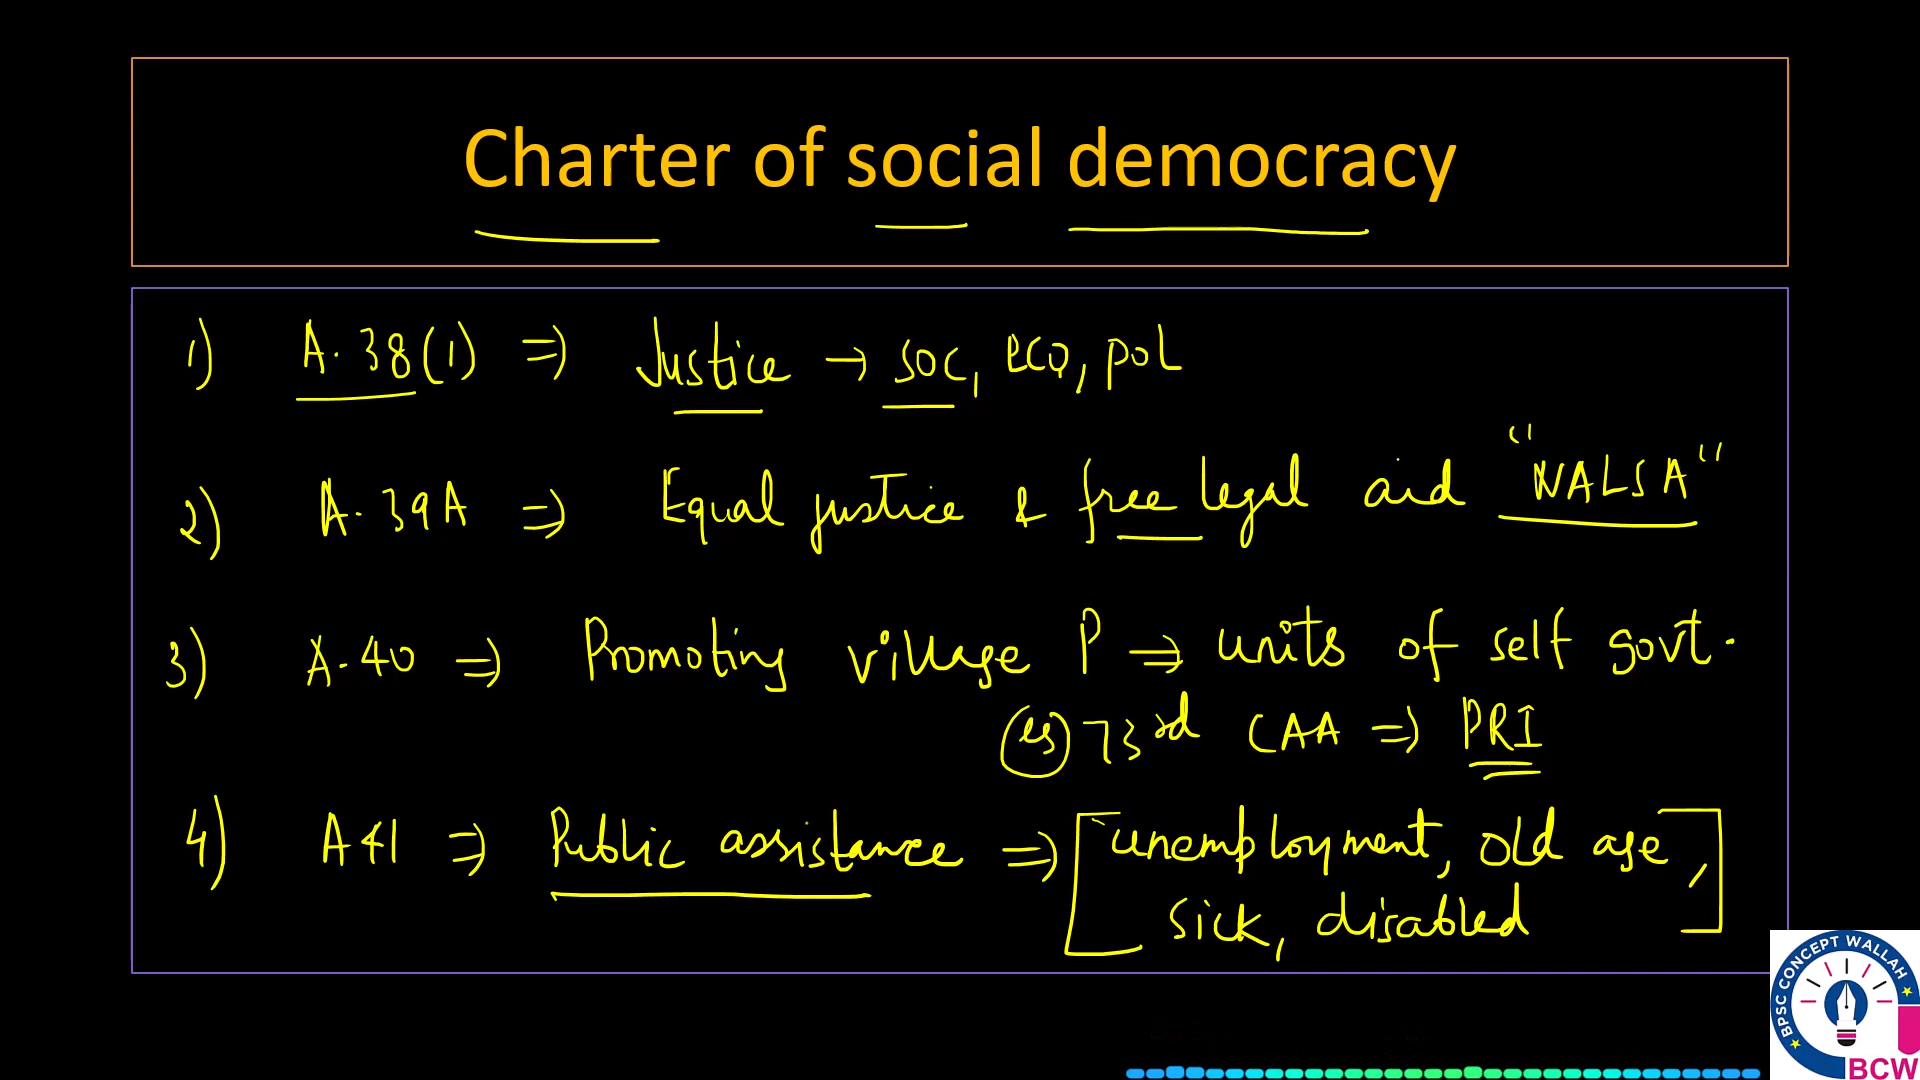 Charter of social democracy
1) A. 38(1) ⇒ Justice → soc, eco, pol
2) A. 39A ⇒ Equal justice & free legal aid "NALSA"
3) A. 40 ⇒ Promoting village P ⇒ units of self govt.
(eg) 73rd CAA ⇒ PRI
4) A 41 ⇒ Public assistance ⇒ [unemployment, old age,
sick, disabled]
BPSC CONCEPT WALLAH
BCW